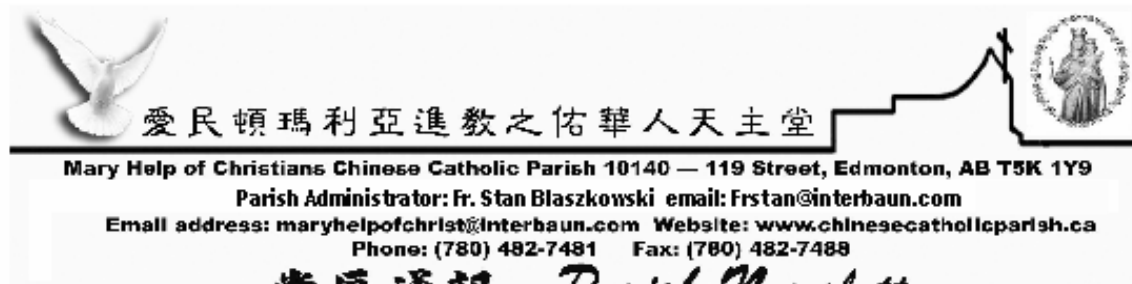 愛民頓瑪利亞進教之佑華人天主堂
Mary Help of Christians Chinese Catholic Parish 10140 — 119 Street, Edmonton, AB T5K 1Y9
Parish Administrator: Fr. Stan Blaszkowski email: Frstan@interbaun.com
Email address: maryhelpofchrist@interbaun.com Website: www.chinesecatholicparish.ca
Phone: (780) 482-7481 Fax: (780) 482-7488
Parish